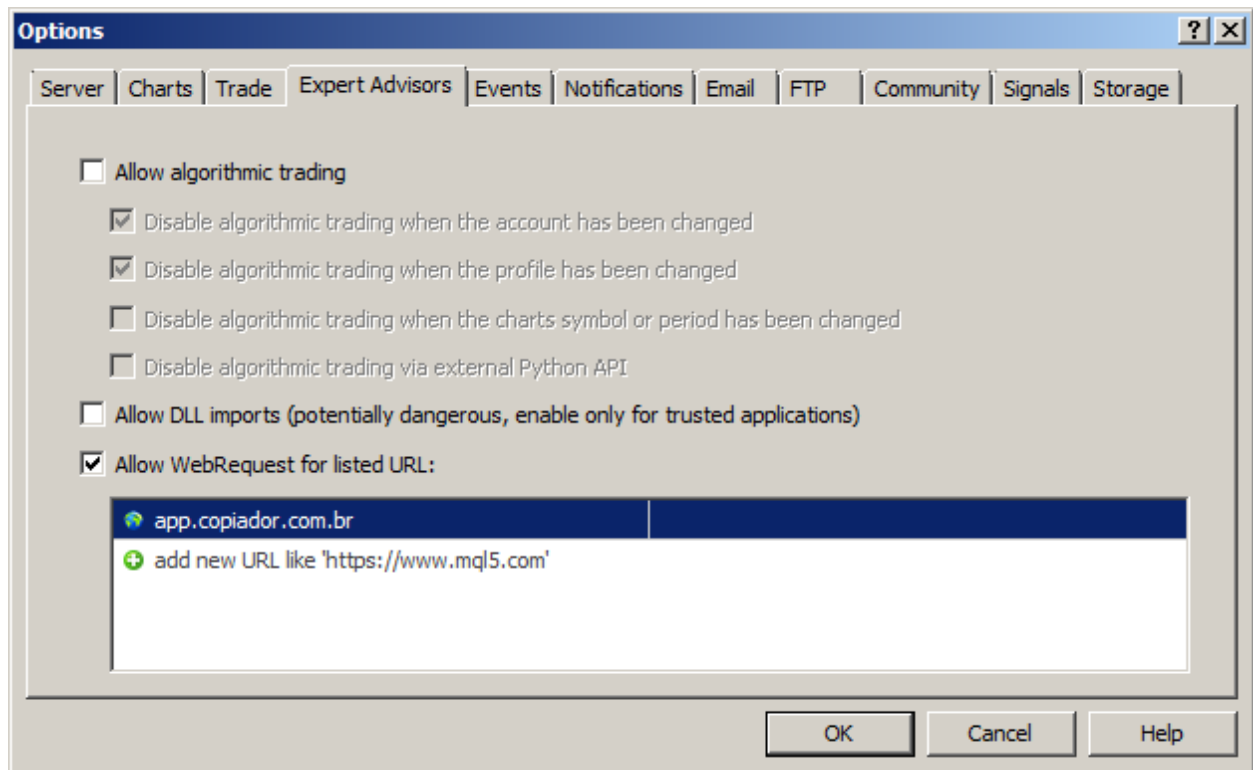 Options
Server Charts Trade Expert Advisors Events Notifications Email FTP Community Signals Storage
Allow algorithmic trading
Disable algorithmic trading when the account has been changed
Disable algorithmic trading when the profile has been changed
Disable algorithmic trading when the charts symbol or period has been changed
Disable algorithmic trading via external Python API
Allow DLL imports (potentially dangerous, enable only for trusted applications)
Allow WebRequest for listed URL:
app.copiador.com.br
add new URL like 'https://www.mql5.com'
OK Cancel Help